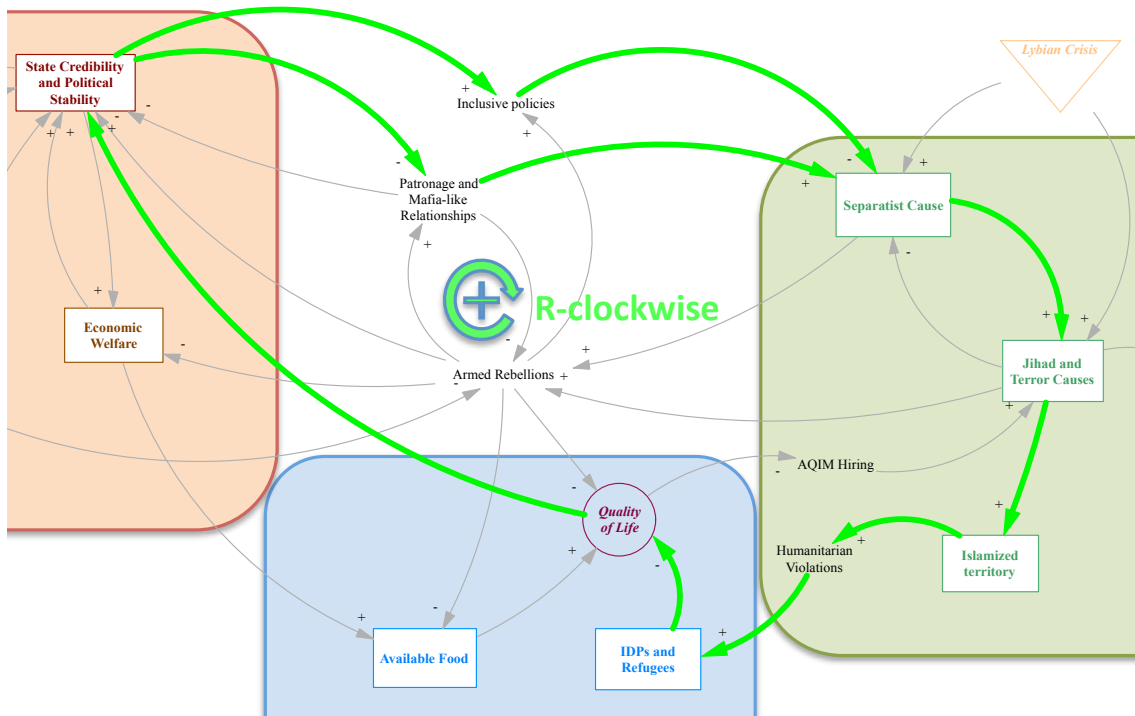 Lybian Crisis
State Credibility
and Political
Stability
Inclusive policies
Patronage and
Mafia-like
Relationships
Separatist Cause
R-clockwise
Economic
Welfare
Armed Rebellions
Jihad and
Terror Causes
AQIM Hiring
Quality
of Life
Humanitarian
Violations
Islamized
territory
Available Food
IDPs and
Refugees